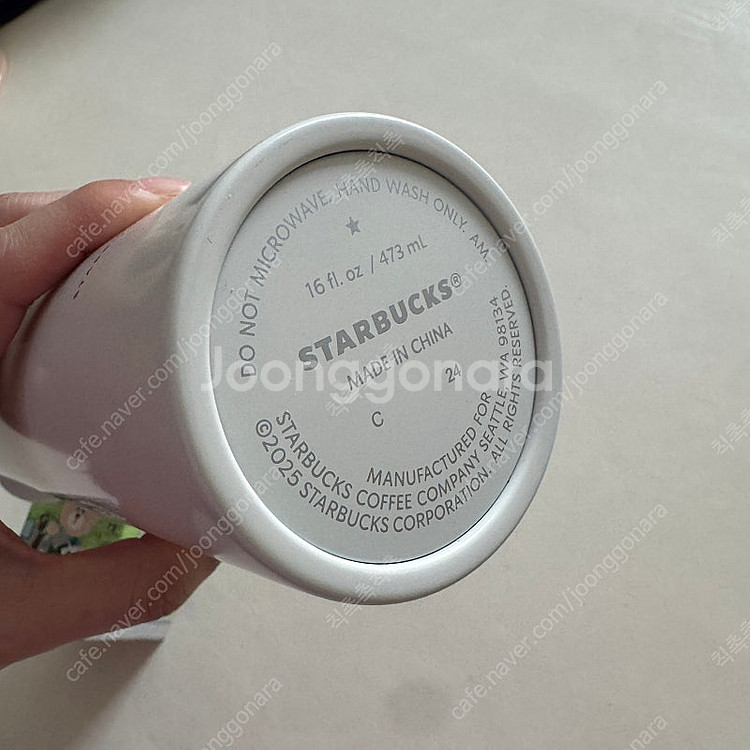 DO NOT MICROWAVE. HAND WASH ONLY. AM.
16 fl. oz / 473 mL
STARBUCKS®
MADE IN CHINA
24
C
MANUFACTURED FOR
STARBUCKS COFFEE COMPANY SEATTLE, WA 98134
©2025 STARBUCKS CORPORATION. ALL RIGHTS RESERVED.
Joonggonara
cafe.naver.com/joonggonara